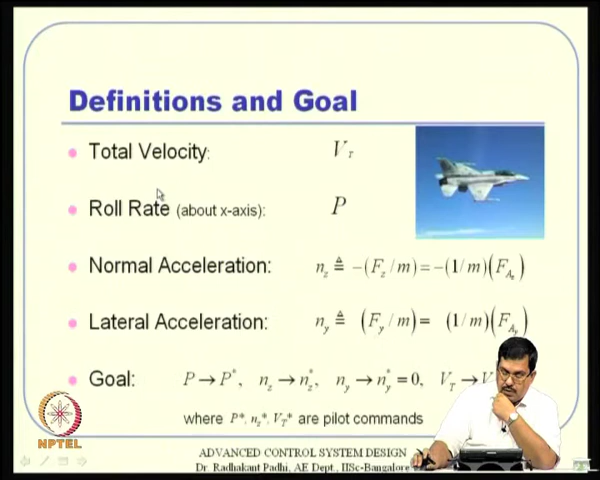 Definitions and Goal
Total Velocity: V_T
Roll Rate (about x-axis): P
Normal Acceleration: n_z ≜ −(F_z / m) = −(1/m)(F_{A_z})
Lateral Acceleration: n_y ≜ (F_y / m) = (1/m)(F_{A_y})
Goal: P → P*, n_z → n_z*, n_y → n_y* = 0, V_T → V
where P*, n_z*, V_T* are pilot commands
NPTEL
ADVANCED CONTROL SYSTEM DESIGN
Dr. Radhakant Padhi, AE Dept., IISc-Bangalore